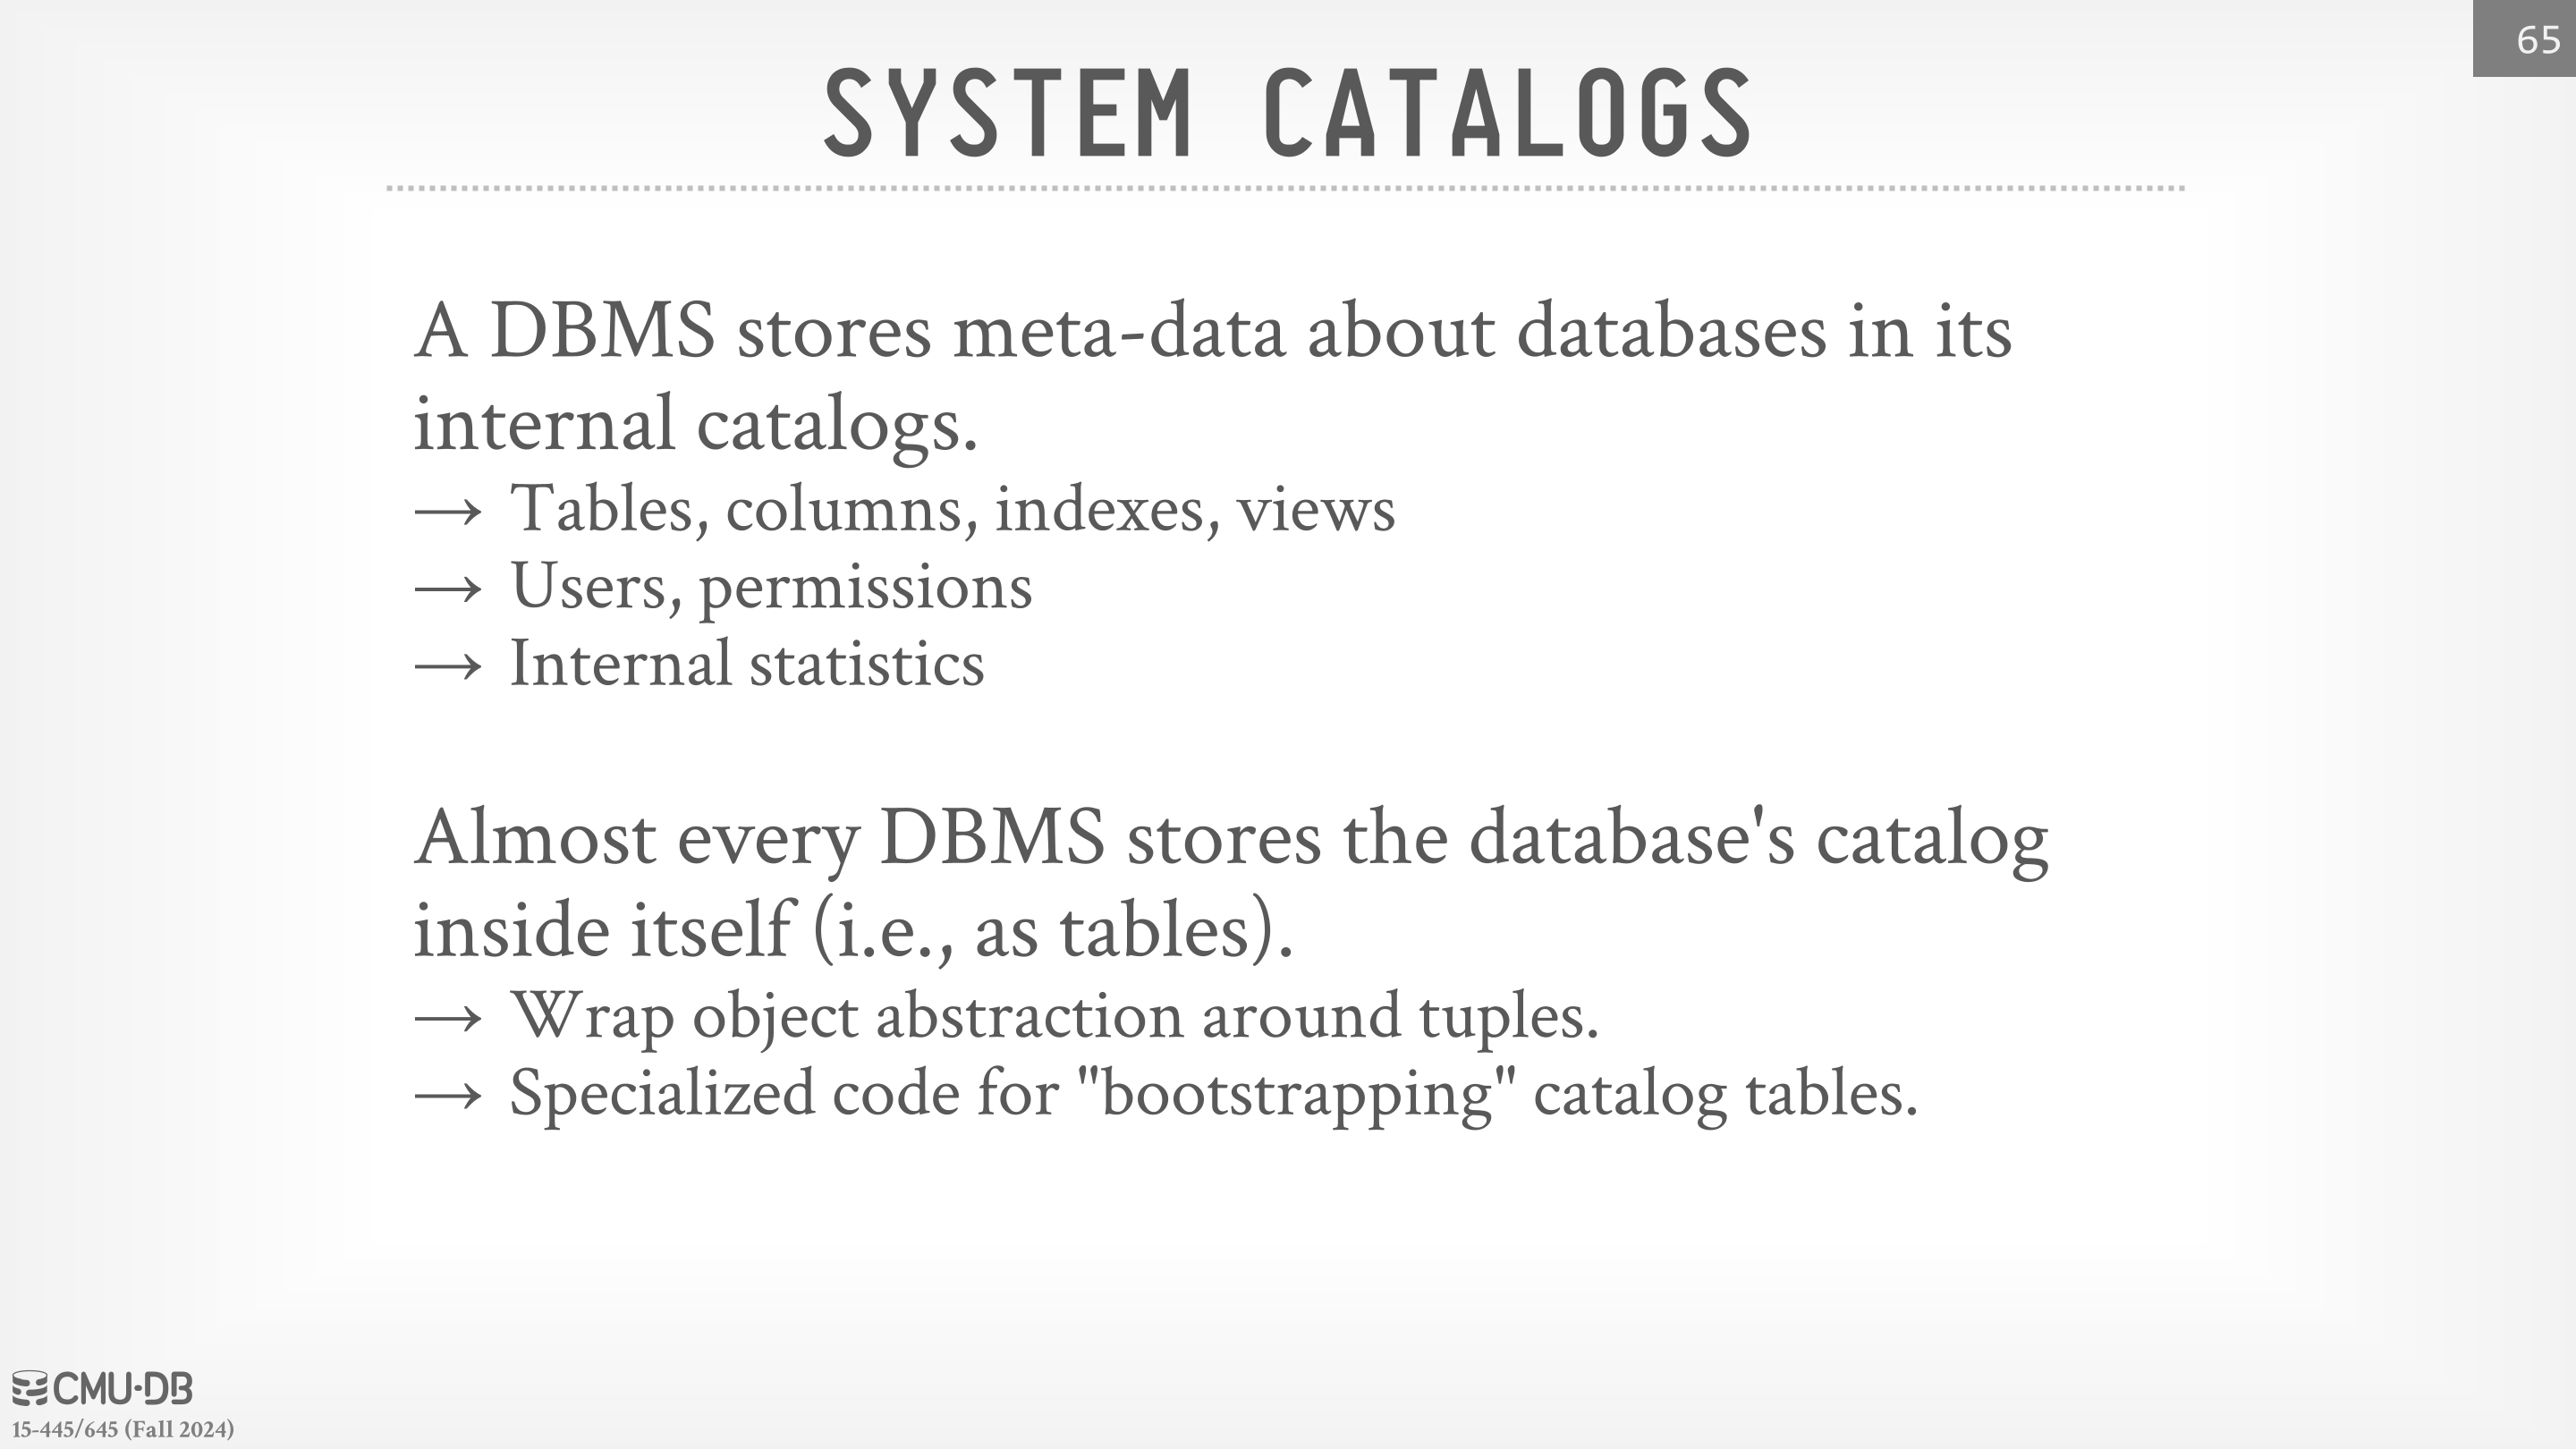 65
SYSTEM CATALOGS
A DBMS stores meta-data about databases in its
internal catalogs.
→ Tables, columns, indexes, views
→ Users, permissions
→ Internal statistics
Almost every DBMS stores the database's catalog
inside itself (i.e., as tables).
→ Wrap object abstraction around tuples.
→ Specialized code for "bootstrapping" catalog tables.
CMU·DB
15-445/645 (Fall 2024)